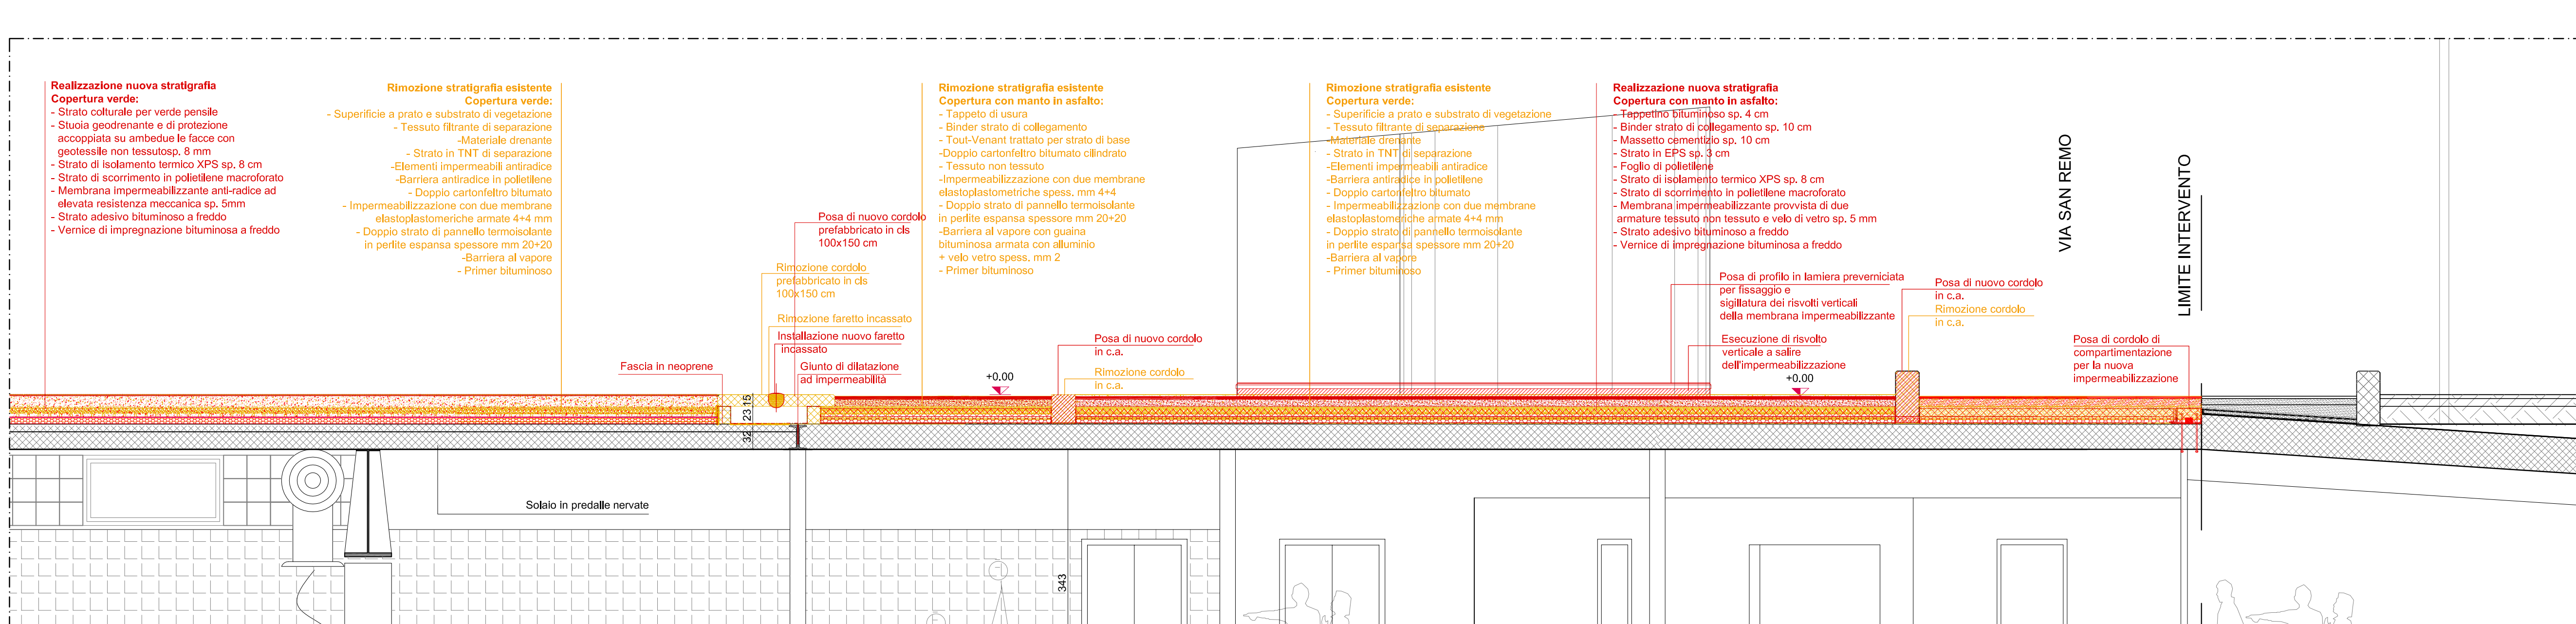 Realizzazione nuova stratigrafia
Copertura verde:
- Strato colturale per verde pensile
- Stuoia geodrenante e di protezione
accoppiata su ambedue le facce con
geotessile non tessutosp. 8 mm
- Strato di isolamento termico XPS sp. 8 cm
- Strato di scorrimento in polietilene macroforato
- Membrana impermeabilizzante anti-radice ad
elevata resistenza meccanica sp. 5mm
- Strato adesivo bituminoso a freddo
- Vernice di impregnazione bituminosa a freddo
Rimozione stratigrafia esistente
Copertura verde:
- Superificie a prato e substrato di vegetazione
- Tessuto filtrante di separazione
-Materiale drenante
- Strato in TNT di separazione
-Elementi impermeabili antiradice
-Barriera antiradice in polietilene
- Doppio cartonfeltro bitumato
- Impermeabilizzazione con due membrane
elastoplastomeriche armate 4+4 mm
- Doppio strato di pannello termoisolante
in perlite espansa spessore mm 20+20
-Barriera al vapore
- Primer bituminoso
Posa di nuovo cordolo
prefabbricato in cls
100x150 cm
Rimozione cordolo
prefabbricato in cls
100x150 cm
Rimozione faretto incassato
Installazione nuovo faretto
incassato
Fascia in neoprene
Giunto di dilatazione
ad impermeabilità
Rimozione stratigrafia esistente
Copertura con manto in asfalto:
- Tappeto di usura
- Binder strato di collegamento
- Tout-Venant trattato per strato di base
-Doppio cartonfeltro bitumato cilindrato
- Tessuto non tessuto
-Impermeabilizzazione con due membrane
elastoplastometriche spess. mm 4+4
- Doppio strato di pannello termoisolante
in perlite espansa spessore mm 20+20
-Barriera al vapore con guaina
bituminosa armata con alluminio
+ velo vetro spess. mm 2
- Primer bituminoso
+0.00
Posa di nuovo cordolo
in c.a.
Rimozione cordolo
in c.a.
Rimozione stratigrafia esistente
Copertura verde:
- Superificie a prato e substrato di vegetazione
- Tessuto filtrante di separazione
-Materiale drenante
- Strato in TNT di separazione
-Elementi impermeabili antiradice
-Barriera antiradice in polietilene
- Doppio cartonfeltro bitumato
- Impermeabilizzazione con due membrane
elastoplastomeriche armate 4+4 mm
- Doppio strato di pannello termoisolante
in perlite espansa spessore mm 20+20
-Barriera al vapore
- Primer bituminoso
Realizzazione nuova stratigrafia
Copertura con manto in asfalto:
- Tappetino bituminoso sp. 4 cm
- Binder strato di collegamento sp. 10 cm
- Massetto cementizio sp. 10 cm
- Strato in EPS sp. 3 cm
- Foglio di polietilene
- Strato di isolamento termico XPS sp. 8 cm
- Strato di scorrimento in polietilene macroforato
- Membrana impermeabilizzante provvista di due
armature tessuto non tessuto e velo di vetro sp. 5 mm
- Strato adesivo bituminoso a freddo
- Vernice di impregnazione bituminosa a freddo
Posa di profilo in lamiera preverniciata
per fissaggio e
sigillatura dei risvolti verticali
della membrana impermeabilizzante
Esecuzione di risvolto
verticale a salire
dell'impermeabilizzazione
+0.00
Posa di nuovo cordolo
in c.a.
Rimozione cordolo
in c.a.
VIA SAN REMO
LIMITE INTERVENTO
Posa di cordolo di
compartimentazione
per la nuova
impermeabilizzazione
15
23
32
Solaio in predalle nervate
343